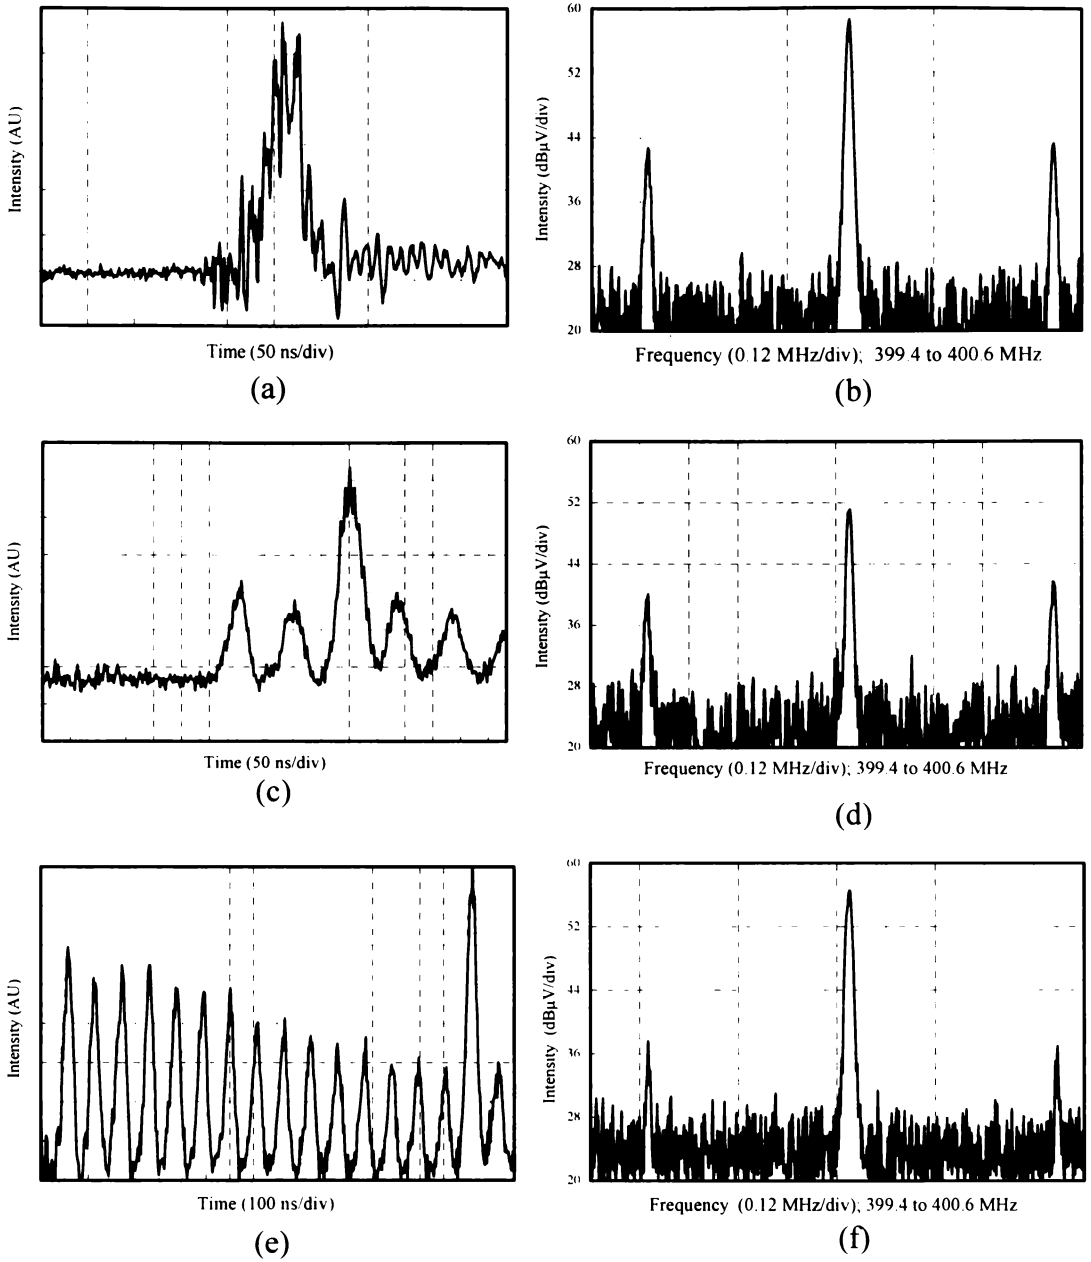 Intensity (AU)
Time (50 ns/div)
(a)
60
52
44
36
28
20
Intensity (dBµV/div)
Frequency (0.12 MHz/div); 399.4 to 400.6 MHz
(b)
Intensity (AU)
Time (50 ns/div)
(c)
60
52
44
36
28
20
Intensity (dBµV/div)
Frequency (0.12 MHz/div); 399.4 to 400.6 MHz
(d)
Intensity (AU)
Time (100 ns/div)
(e)
60
52
44
36
28
20
Intensity (dBµV/div)
Frequency (0.12 MHz/div); 399.4 to 400.6 MHz
(f)